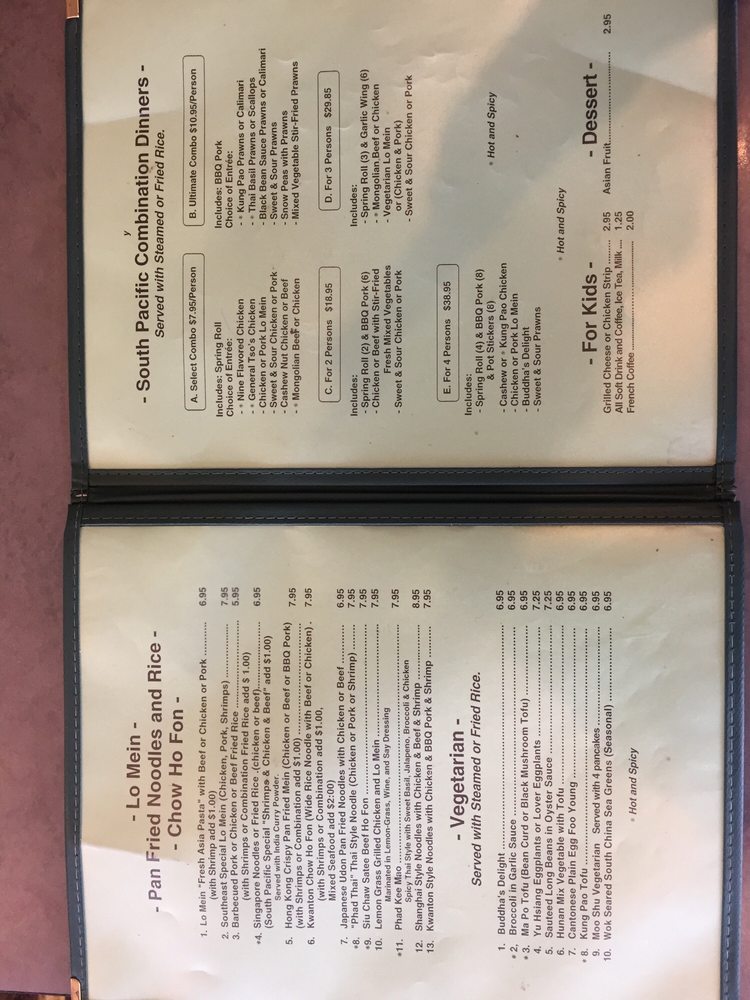 - Lo Mein -
- Pan Fried Noodles and Rice -
- Chow Ho Fon -
1. Lo Mein "Fresh Asia Pasta" with Beef or Chicken or Pork ........... 6.95
(with Shrimp add $1.00)
2. Southeast Special Lo Mein (Chicken, Pork, Shrimps) ................ 7.95
3. Barbecued Pork or Chicken or Beef Fried Rice ...................... 5.95
(with Shrimps or Combination Fried Rice add $ 1.00)
*4. Singapore Noodles or Fried Rice (chicken or beef)................. 6.95
(South Pacific Special "Shrimps & Chicken & Beef" add $1.00)
Served with India Curry Powder.
5. Hong Kong Crispy Pan Fried Mein (Chicken or Beef or BBQ Pork) 7.95
(with Shrimps or Combination add $1.00) .............................
6. Kwanton Chow Ho Fon (Wide Rice Noodle with Beef or Chicken) . 7.95
(with Shrimps or Combination add $1.00,
Mixed Seafood add $2:00)
7. Japanese Udon Pan Fried Noodles with Chicken or Beef ............. 6.95
*8. "Phad Thai" Thai Style Noodle (Chicken or Pork or Shrimp) ........ 7.95
*9. Siu Chaw Satee Beef Ho Fon ........................................ 7.95
10. Lemon Grass Grilled Chicken and Lo Mein .......................... 7.95
Marinated in Lemon-Grass, Wine, and Say Dressing
*11. Phad Kee Mao ..................................................... 7.95
Spicy Thai Style with Sweet Basil, Jalapeno, Broccoli & Chicken
12. Shanghai Style Noodles with Chicken & Beef & Shrimp .............. 8.95
13. Kwanton Style Noodles with Chicken & BBQ Pork & Shrimp ........... 7.95
- Vegetarian -
Served with Steamed or Fried Rice.
1. Buddha's Delight .................................................. 6.95
* 2. Broccoli in Garlic Sauce ........................................ 6.95
* 3. Ma Po Tofu (Bean Curd or Black Mushroom Tofu) ................... 6.95
4. Yu Hsiang Eggplants or Lover Eggplants ............................ 7.25
5. Sauteed Long Beans in Oyster Sauce ................................ 7.25
6. Hunan Mix Vegetable with Tofu ..................................... 6.95
7. Cantonese Plain Egg Foo Young ..................................... 6.95
* 8. Kung Pao Tofu ................................................... 6.95
9. Moo Shu Vegetarian Served with 4 pancakes ......................... 6.95
10. Wok Seared South China Sea Greens (Seasonal) ..................... 6.95
* Hot and Spicy
- South Pacific Combination Dinners -
Served with Steamed or Fried Rice.
A. Select Combo $7.95/Person
Includes: Spring Roll
Choice of Entrée:
- * Nine Flavored Chicken
- * General Tso's Chicken
- Chicken or Pork Lo Mein
- Sweet & Sour Chicken or Pork
- Cashew Nut Chicken or Beef
- * Mongolian Beef or Chicken
B. Ultimate Combo $10.95/Person
Includes: BBQ Pork
Choice of Entrée:
- * Kung Pao Prawns or Calimari
- * Thai Basil Prawns or Scallops
- Black Bean Sauce Prawns or Calimari
- Sweet & Sour Prawns
- Snow Peas with Prawns
- Mixed Vegetable Stir-Fried Prawns
C. For 2 Persons $18.95
Includes:
- Spring Roll (2) & BBQ Pork (6)
- Chicken or Beef with Stir-Fried
Fresh Mixed Vegetables
- Sweet & Sour Chicken or Pork
D. For 3 Persons $29.85
Includes:
- Spring Roll (3) & Garlic Wing (6)
- * Mongolian Beef or Chicken
- Vegetarian Lo Mein
or (Chicken & Pork)
- Sweet & Sour Chicken or Pork
E. For 4 Persons $38.95
Includes:
- Spring Roll (4) & BBQ Pork (8)
& Pot Stickers (8)
- Cashew or * Kung Pao Chicken
- Chicken or Pork Lo Mein
- Buddha's Delight
- Sweet & Sour Prawns
* Hot and Spicy
* Hot and Spicy
- For Kids -
Grilled Cheese or Chicken Strip ......... 2.95
All Soft Drink and Coffee, Ice Tea, Milk .... 1.25
French Coffee ............................ 2.00
- Dessert -
Asian Fruit............................ 2.95